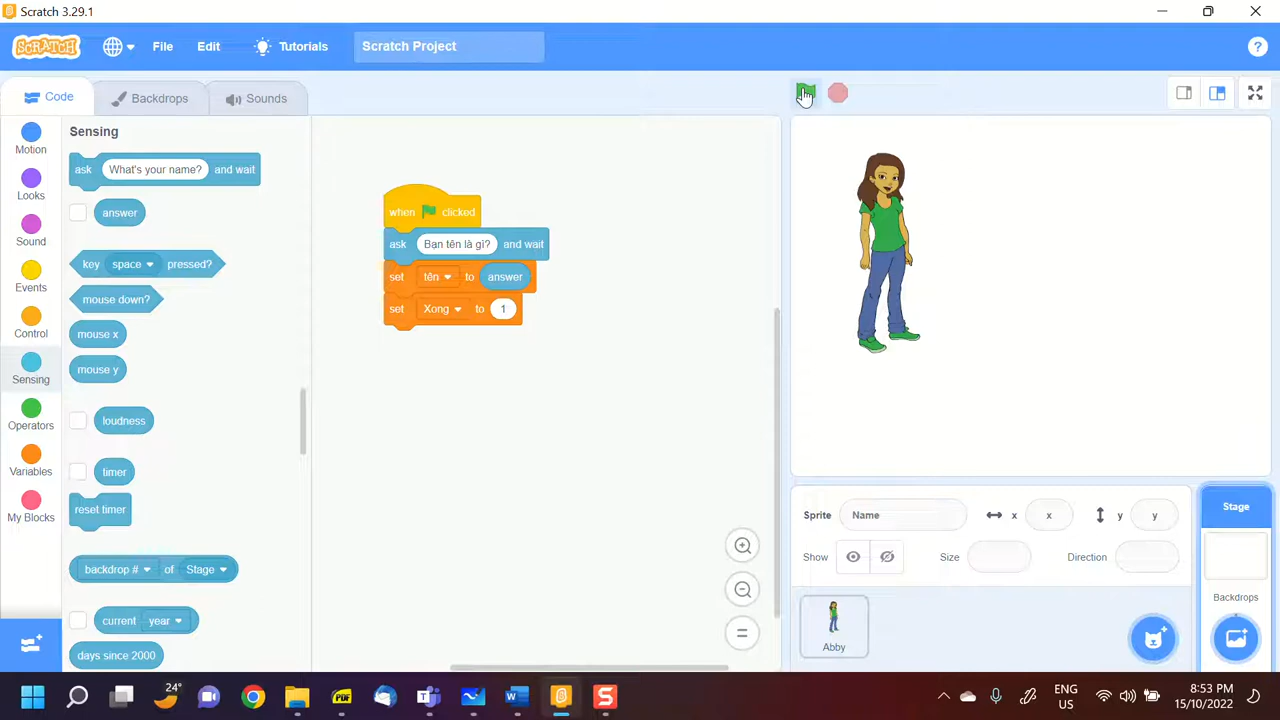 Scratch 3.29.1
SCRATCH
File
Edit
Tutorials
Scratch Project
?
Code
Backdrops
Sounds
Motion
Looks
Sound
Events
Control
Sensing
Operators
Variables
My Blocks
Sensing
ask What's your name? and wait
answer
key space pressed?
mouse down?
mouse x
mouse y
loudness
timer
reset timer
backdrop # of Stage
current year
days since 2000
when clicked
ask Bạn tên là gì? and wait
set tên to answer
set Xong to 1
Sprite Name
x x
y y
Show
Size
Direction
Abby
Stage
Backdrops
24°
PDF
W
S
ENG
US
8:53 PM
15/10/2022